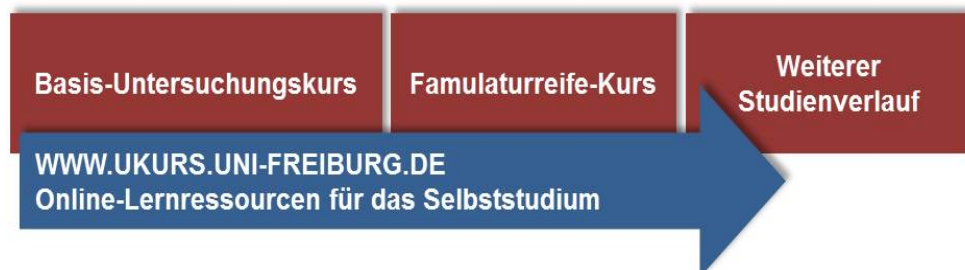 Basis-Untersuchungskurs
Famulaturreife-Kurs
Weiterer
Studienverlauf
WWW.UKURS.UNI-FREIBURG.DE
Online-Lernressourcen für das Selbststudium